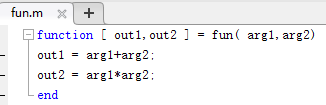 fun.m × +
function [ out1,out2 ] = fun( arg1,arg2)
out1 = arg1+arg2;
out2 = arg1*arg2;
end